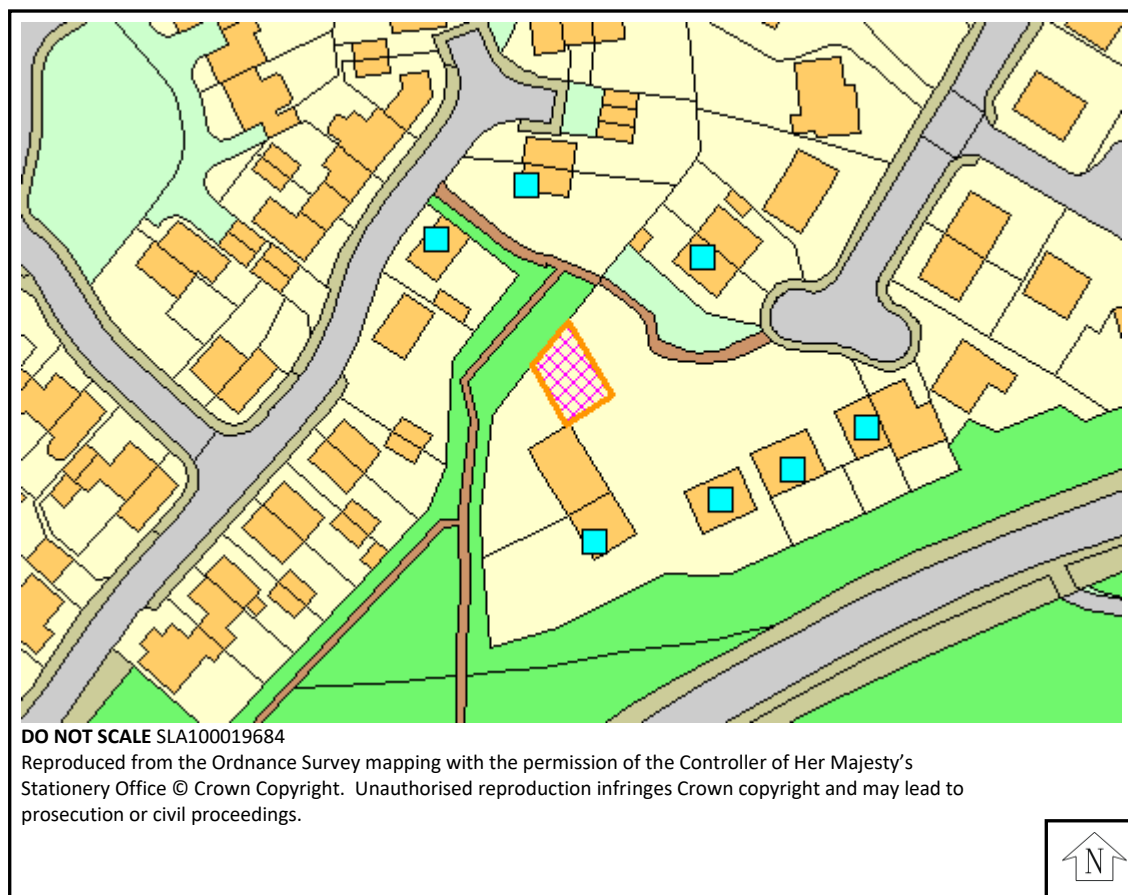 DO NOT SCALE SLA100019684
Reproduced from the Ordnance Survey mapping with the permission of the Controller of Her Majesty's
Stationery Office © Crown Copyright. Unauthorised reproduction infringes Crown copyright and may lead to
prosecution or civil proceedings.
N